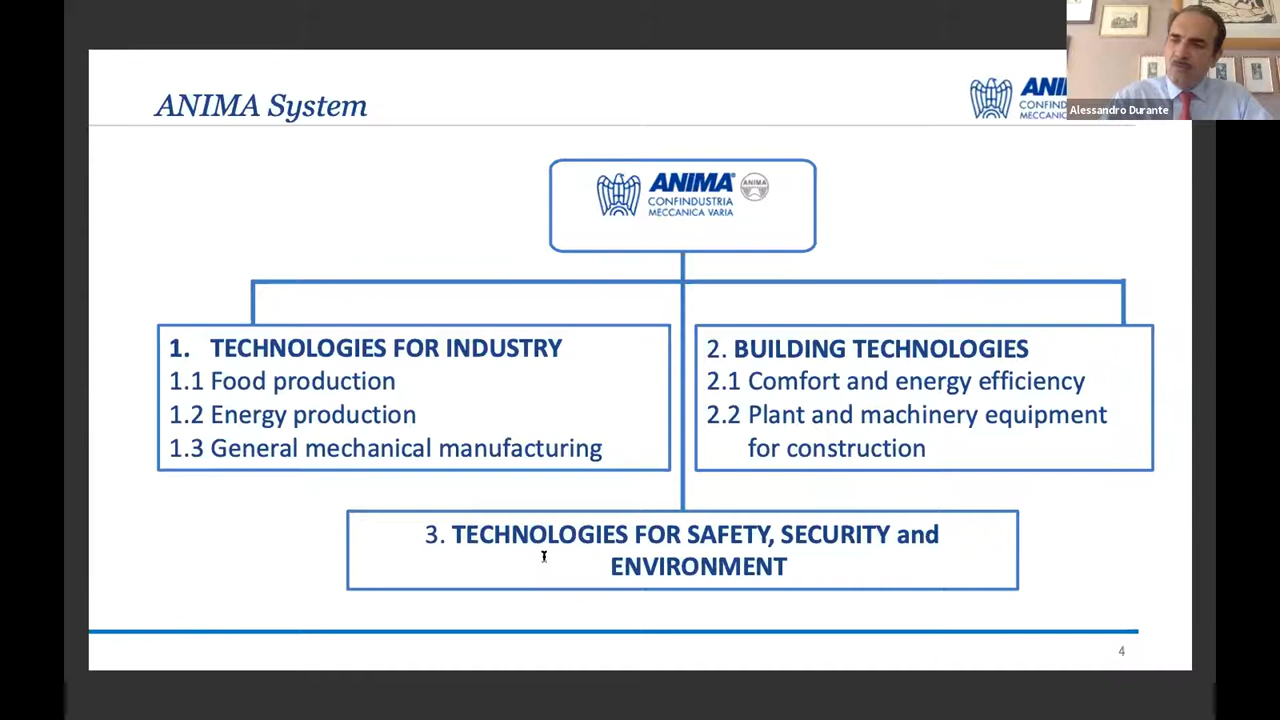 ANIMA System
Alessandro Durante
ANIMA
CONFINDUSTRIA
MECCANICA VARIA
ANIMA
1. TECHNOLOGIES FOR INDUSTRY
1.1 Food production
1.2 Energy production
1.3 General mechanical manufacturing
2. BUILDING TECHNOLOGIES
2.1 Comfort and energy efficiency
2.2 Plant and machinery equipment
for construction
3. TECHNOLOGIES FOR SAFETY, SECURITY and
ENVIRONMENT
4